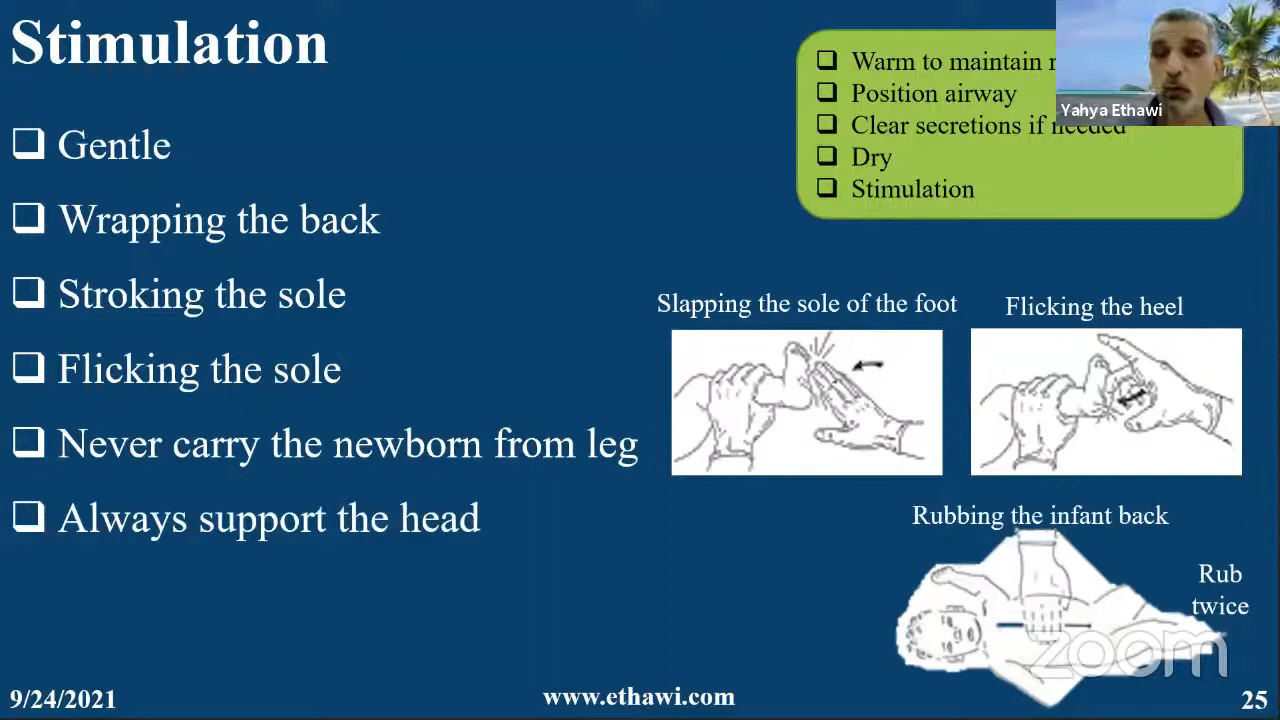 Stimulation
❑ Gentle
❑ Wrapping the back
❑ Stroking the sole
❑ Flicking the sole
❑ Never carry the newborn from leg
❑ Always support the head
❑ Warm to maintain
❑ Position airway
❑ Clear secretions if needed
❑ Dry
❑ Stimulation
Yahya Ethawi
Slapping the sole of the foot
Flicking the heel
Rubbing the infant back
Rub
twice
zoom
9/24/2021
www.ethawi.com
25